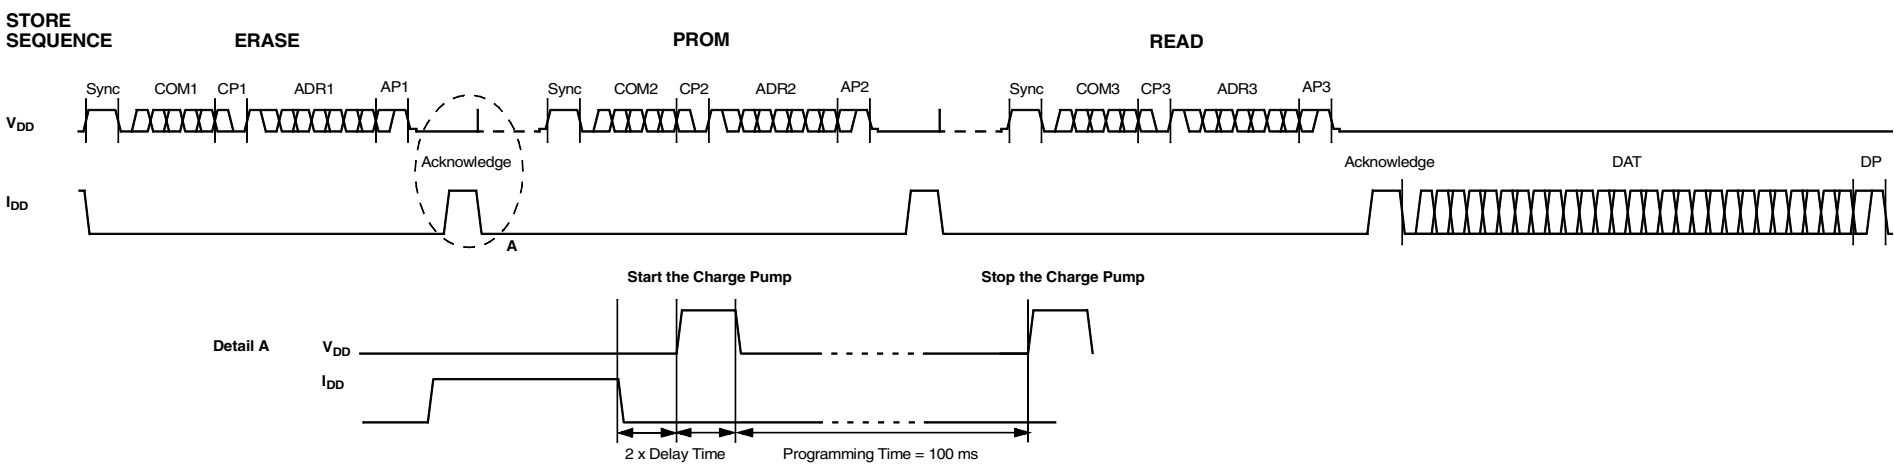 STORE
SEQUENCE ERASE PROM READ
Sync COM1 CP1 ADR1 AP1 Sync COM2 CP2 ADR2 AP2 Sync COM3 CP3 ADR3 AP3
VDD
Acknowledge Acknowledge DAT DP
IDD
A
Start the Charge Pump Stop the Charge Pump
Detail A VDD
IDD
2 x Delay Time Programming Time = 100 ms